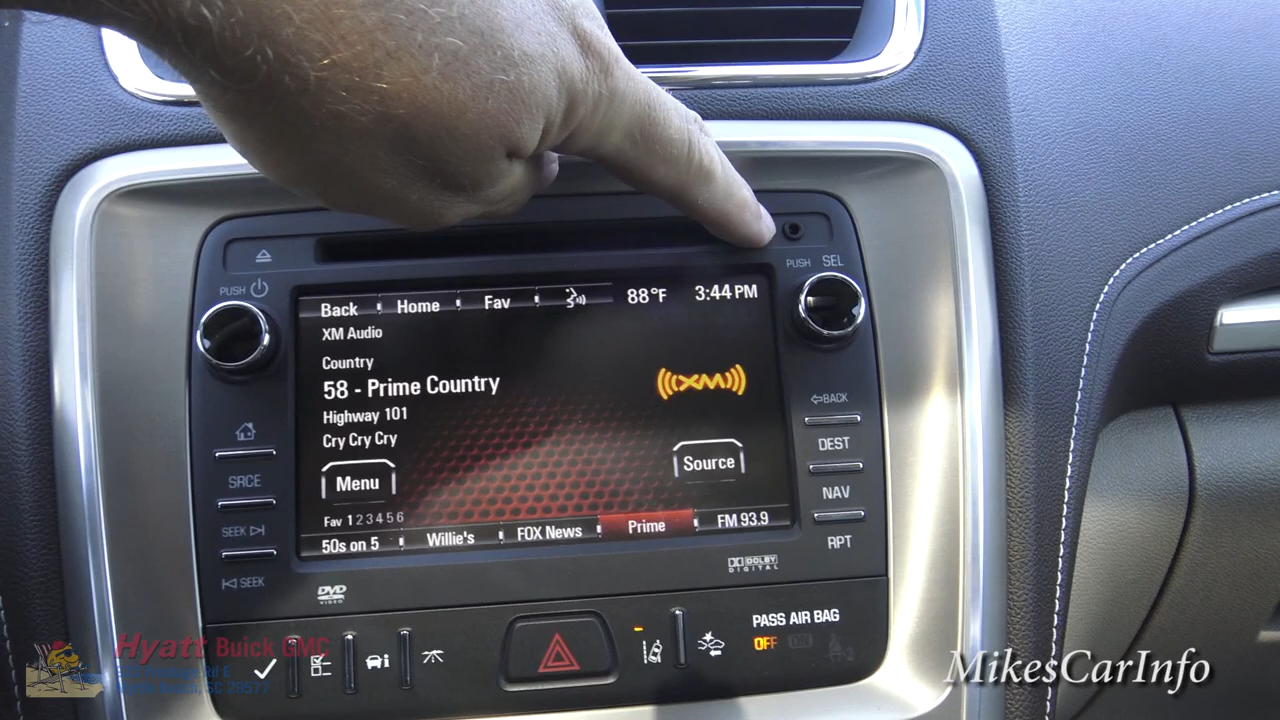 PUSH
PUSH SEL
Back Home Fav 88°F 3:44 PM
XM Audio
Country
58 - Prime Country
XM
Highway 101
Cry Cry Cry
Menu
Source
Fav 1 2 3 4 5 6
50s on 5 Willie's FOX News Prime FM 93.9
SRCE
SEEK
SEEK
BACK
DEST
NAV
RPT
DVD
VIDEO
DOLBY
DIGITAL
PASS AIR BAG
OFF ON
2
Hyatt Buick GMC
SC 29577
MikesCarInfo